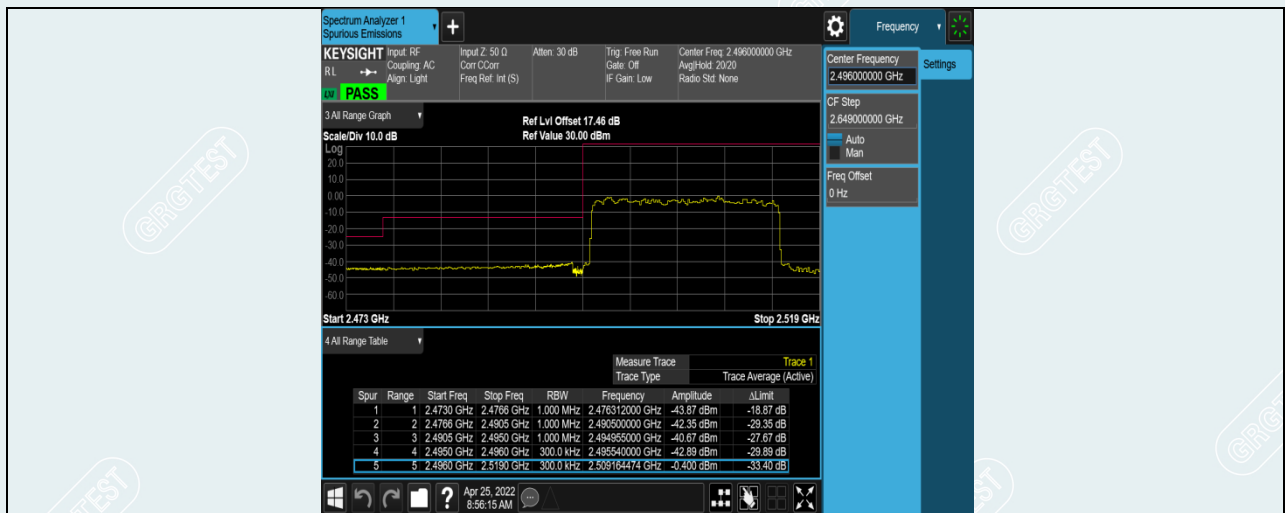 Spectrum Analyzer 1
Spurious Emissions
Frequency
KEYSIGHT
RL
LXI PASS
Input: RF
Coupling: AC
Align: Light
Input Z: 50 Ω
Corr CCorr
Freq Ref: Int (S)
Atten: 30 dB
Trig: Free Run
Gate: Off
IF Gain: Low
Center Freq: 2.496000000 GHz
Avg|Hold: 20/20
Radio Std: None
Center Frequency
2.496000000 GHz
Settings
CF Step
2.649000000 GHz
Auto
Man
Freq Offset
0 Hz
3 All Range Graph
Scale/Div 10.0 dB
Ref Lvl Offset 17.46 dB
Ref Value 30.00 dBm
Log
20.0
10.0
0.00
-10.0
-20.0
-30.0
-40.0
-50.0
-60.0
Start 2.473 GHz
Stop 2.519 GHz
4 All Range Table
Measure Trace Trace 1
Trace Type Trace Average (Active)
Spur Range Start Freq Stop Freq RBW Frequency Amplitude ΔLimit
1 1 2.4730 GHz 2.4766 GHz 1.000 MHz 2.476312000 GHz -43.87 dBm -18.87 dB
2 2 2.4766 GHz 2.4905 GHz 1.000 MHz 2.490500000 GHz -42.35 dBm -29.35 dB
3 3 2.4905 GHz 2.4950 GHz 1.000 MHz 2.494955000 GHz -40.67 dBm -27.67 dB
4 4 2.4950 GHz 2.4960 GHz 300.0 kHz 2.495540000 GHz -42.89 dBm -29.89 dB
5 5 2.4960 GHz 2.5190 GHz 300.0 kHz 2.509164474 GHz -0.400 dBm -33.40 dB
Apr 25, 2022
8:56:15 AM
GRGTEST
GRGTEST
GRGTEST
GRGTEST
GRGTEST